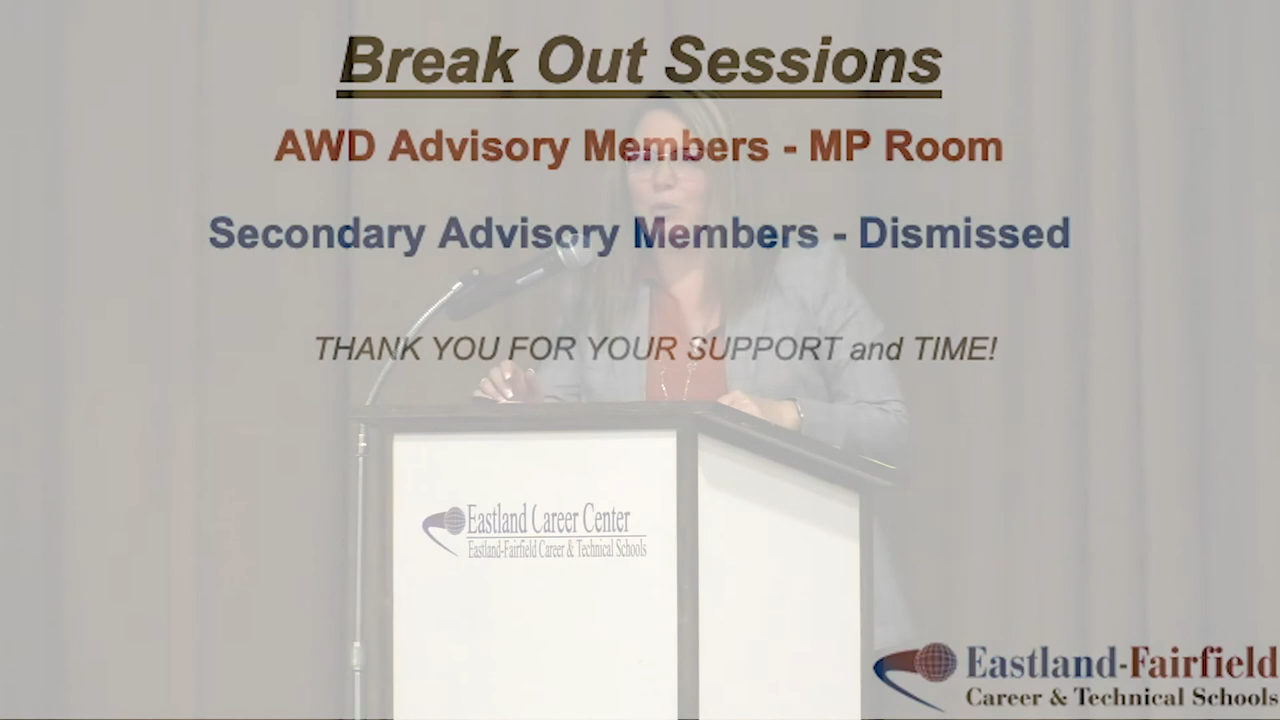 Break Out Sessions
AWD Advisory Members - MP Room
Secondary Advisory Members - Dismissed
THANK YOU FOR YOUR SUPPORT and TIME!
Eastland Career Center
Eastland-Fairfield Career & Technical Schools
Eastland-Fairfield
Career & Technical Schools